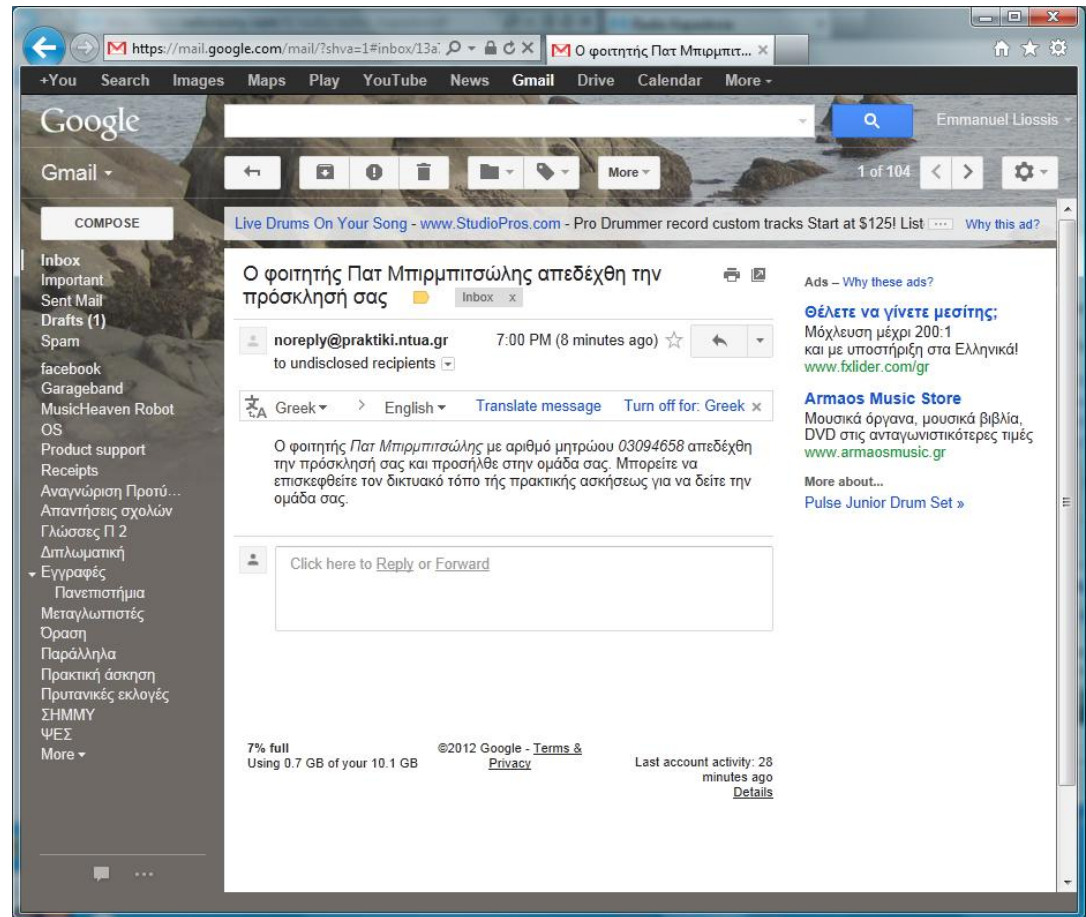 https://mail.google.com/mail/?shva=1#inbox/13a
Ο φοιτητής Πατ Μπιρμπιτ...
+You Search Images Maps Play YouTube News Gmail Drive Calendar More
Google
Emmanuel Liossis
Gmail
More
1 of 104
COMPOSE
Live Drums On Your Song - www.StudioPros.com - Pro Drummer record custom tracks Start at $125! List ... Why this ad?
Inbox
Important
Sent Mail
Drafts (1)
Spam
facebook
Garageband
MusicHeaven Robot
OS
Product support
Receipts
Αναγνώριση Προτύ...
Απαντήσεις σχολών
Γλώσσες Π 2
Διπλωματική
Εγγραφές
Πανεπιστήμια
Μεταγλωττιστές
Όραση
Παράλληλα
Πρακτική άσκηση
Πρυτανικές εκλογές
ΣΗΜΜΥ
ΨΕΣ
More
Ο φοιτητής Πατ Μπιρμπιτσώλης απεδέχθη την
πρόσκλησή σας Inbox x
noreply@praktiki.ntua.gr 7:00 PM (8 minutes ago)
to undisclosed recipients
Greek > English Translate message Turn off for: Greek x
Ο φοιτητής Πατ Μπιρμπιτσώλης με αριθμό μητρώου 03094658 απεδέχθη
την πρόσκλησή σας και προσήλθε στην ομάδα σας. Μπορείτε να
επισκεφθείτε τον δικτυακό τόπο τής πρακτικής ασκήσεως για να δείτε την
ομάδα σας.
Click here to Reply or Forward
7% full
Using 0.7 GB of your 10.1 GB
©2012 Google - Terms &
Privacy
Last account activity: 28
minutes ago
Details
Ads – Why these ads?
Θέλετε να γίνετε μεσίτης;
Μόχλευση μέχρι 200:1
και με υποστήριξη στα Ελληνικά!
www.fxlider.com/gr
Armaos Music Store
Μουσικά όργανα, μουσικά βιβλία,
DVD στις ανταγωνιστικότερες τιμές
www.armaosmusic.gr
More about...
Pulse Junior Drum Set »